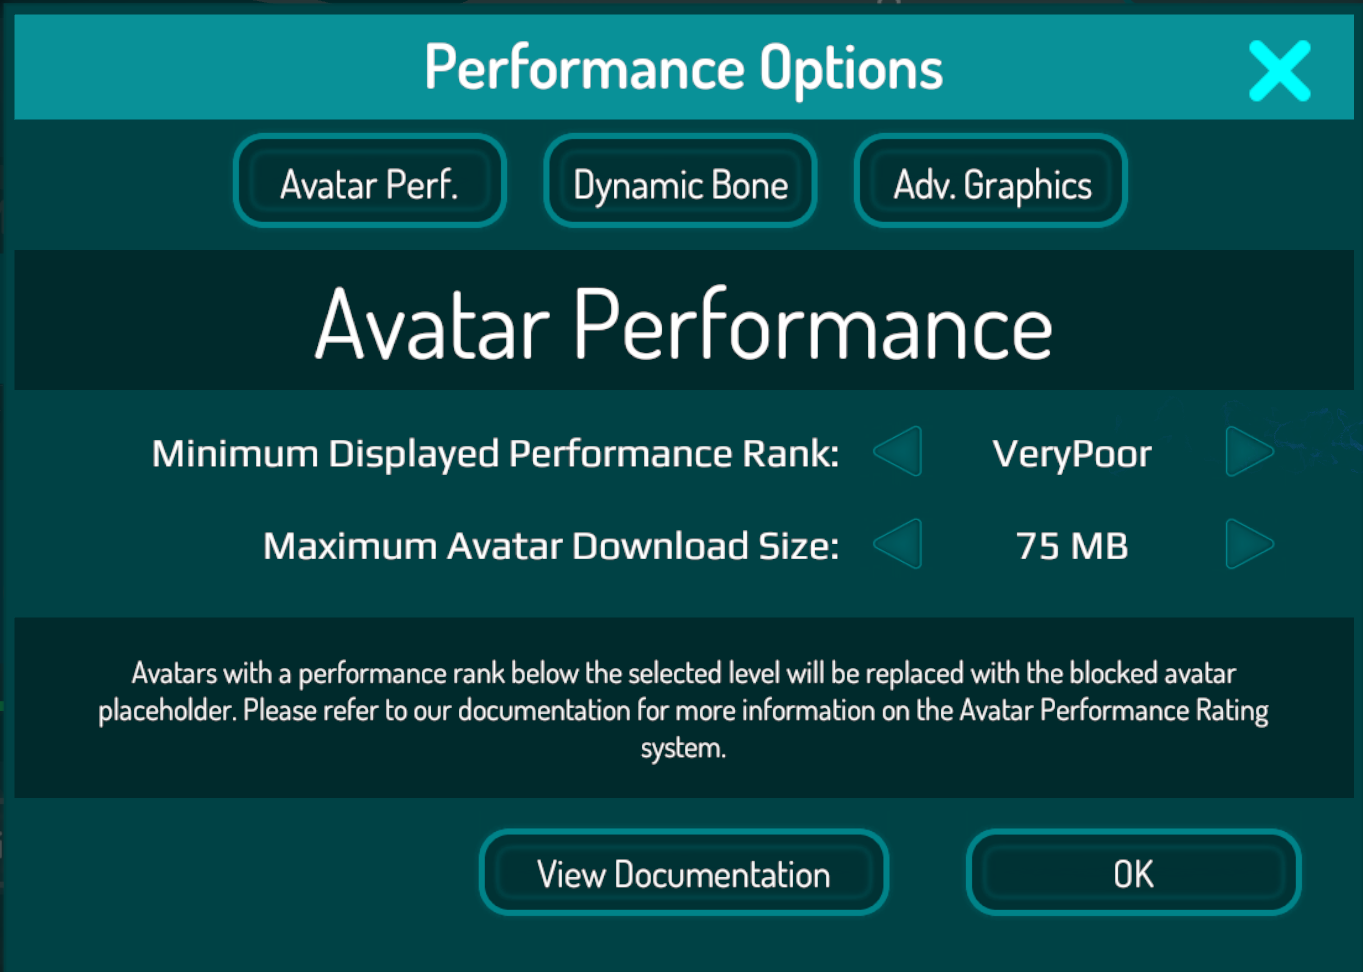 Performance Options
Avatar Perf.
Dynamic Bone
Adv. Graphics
Avatar Performance
Minimum Displayed Performance Rank:
VeryPoor
Maximum Avatar Download Size:
75 MB
Avatars with a performance rank below the selected level will be replaced with the blocked avatar
placeholder. Please refer to our documentation for more information on the Avatar Performance Rating
system.
View Documentation
OK